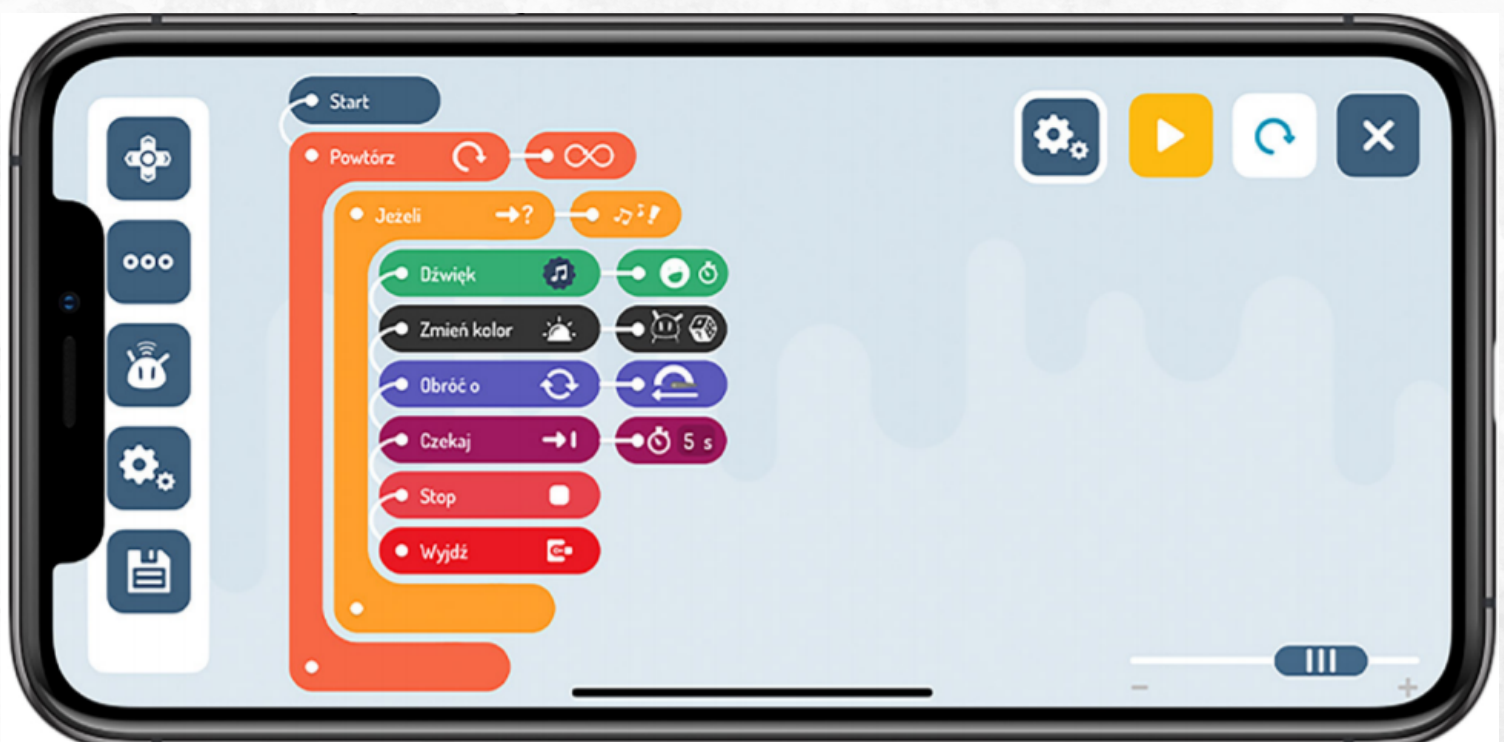 Start
Powtórz
Jeżeli →?
Dźwięk
Zmień kolor
Obróć o
Czekaj 5 s
Stop
Wyjdź
− +